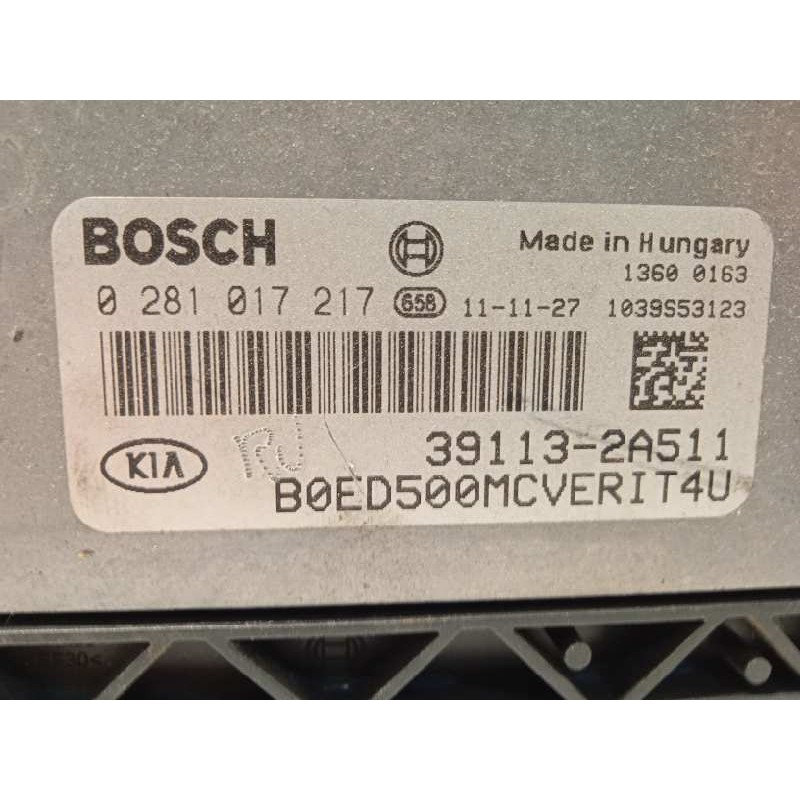 BOSCH Made in Hungary
1360 0163
0 281 017 217 658 11-11-27 1039S53123
KIA RU 39113-2A511
B0ED500MCVERIT4U